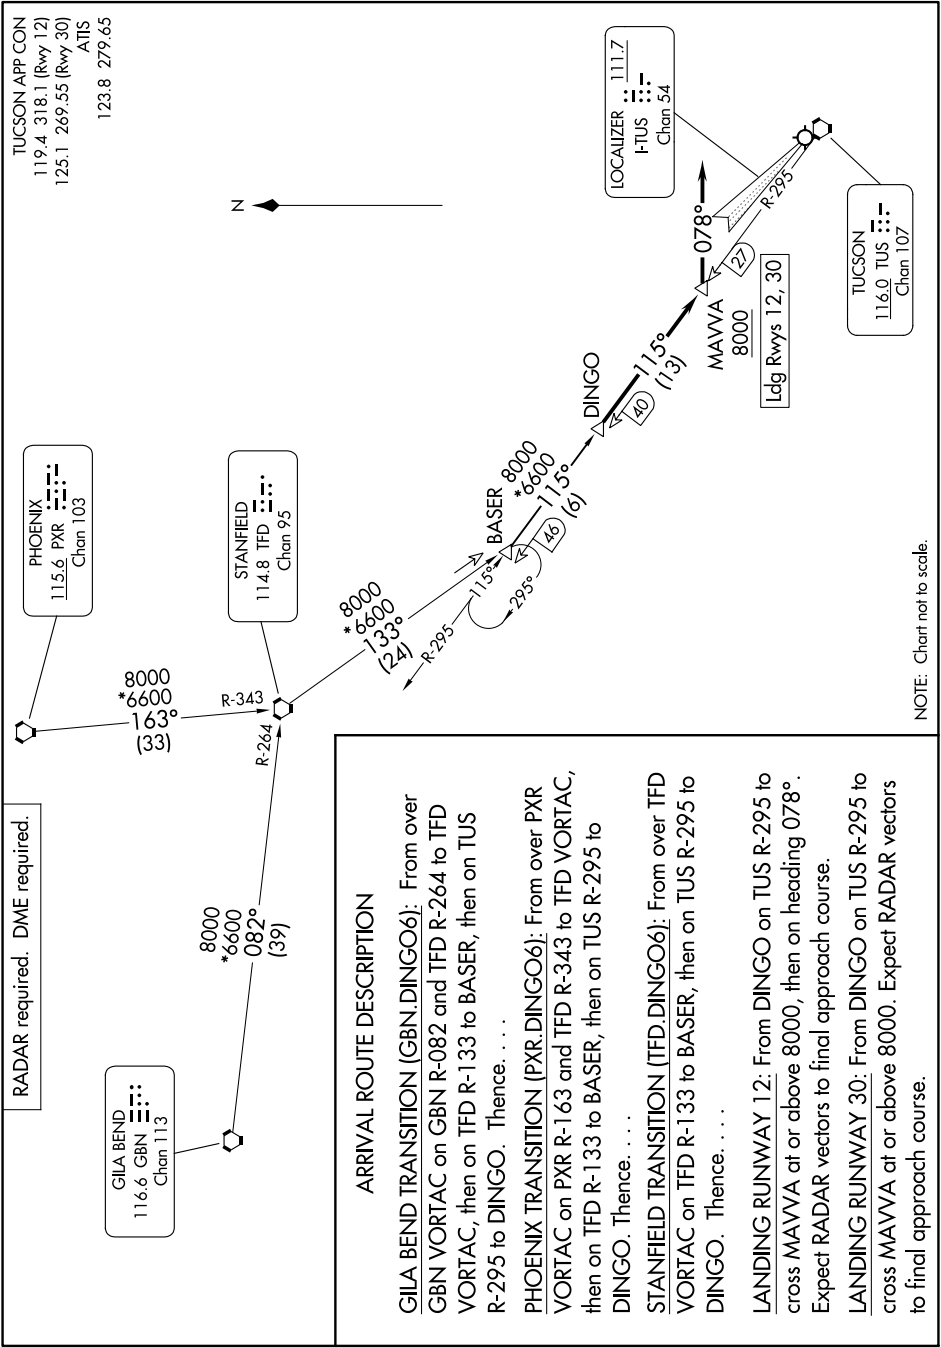 RADAR required. DME required.
TUCSON APP CON
119.4 318.1 (Rwy 12)
125.1 269.55 (Rwy 30)
ATIS
123.8 279.65
PHOENIX
115.6 PXR
Chan 103
N
GILA BEND
116.6 GBN
Chan 113
8000
*6600
163°
(33)
R-343
R-264
8000
*6600
082°
(39)
STANFIELD
114.8 TFD
Chan 95
8000
*6600
133°
(24)
R-295
115°
295°
BASER
46
8000
*6600
115°
(6)
DINGO
40
115°
(13)
MAVVA
8000
Ldg Rwys 12, 30
27
078°
R-295
LOCALIZER 111.7
I-TUS
Chan 54
TUCSON
116.0 TUS
Chan 107
ARRIVAL ROUTE DESCRIPTION
GILA BEND TRANSITION (GBN.DINGO6): From over
GBN VORTAC on GBN R-082 and TFD R-264 to TFD
VORTAC, then on TFD R-133 to BASER, then on TUS
R-295 to DINGO. Thence. . . .
PHOENIX TRANSITION (PXR.DINGO6): From over PXR
VORTAC on PXR R-163 and TFD R-343 to TFD VORTAC,
then on TFD R-133 to BASER, then on TUS R-295 to
DINGO. Thence. . . .
STANFIELD TRANSITION (TFD.DINGO6): From over TFD
VORTAC on TFD R-133 to BASER, then on TUS R-295 to
DINGO. Thence. . . .
LANDING RUNWAY 12: From DINGO on TUS R-295 to
cross MAVVA at or above 8000, then on heading 078°.
Expect RADAR vectors to final approach course.
LANDING RUNWAY 30: From DINGO on TUS R-295 to
cross MAVVA at or above 8000. Expect RADAR vectors
to final approach course.
NOTE: Chart not to scale.